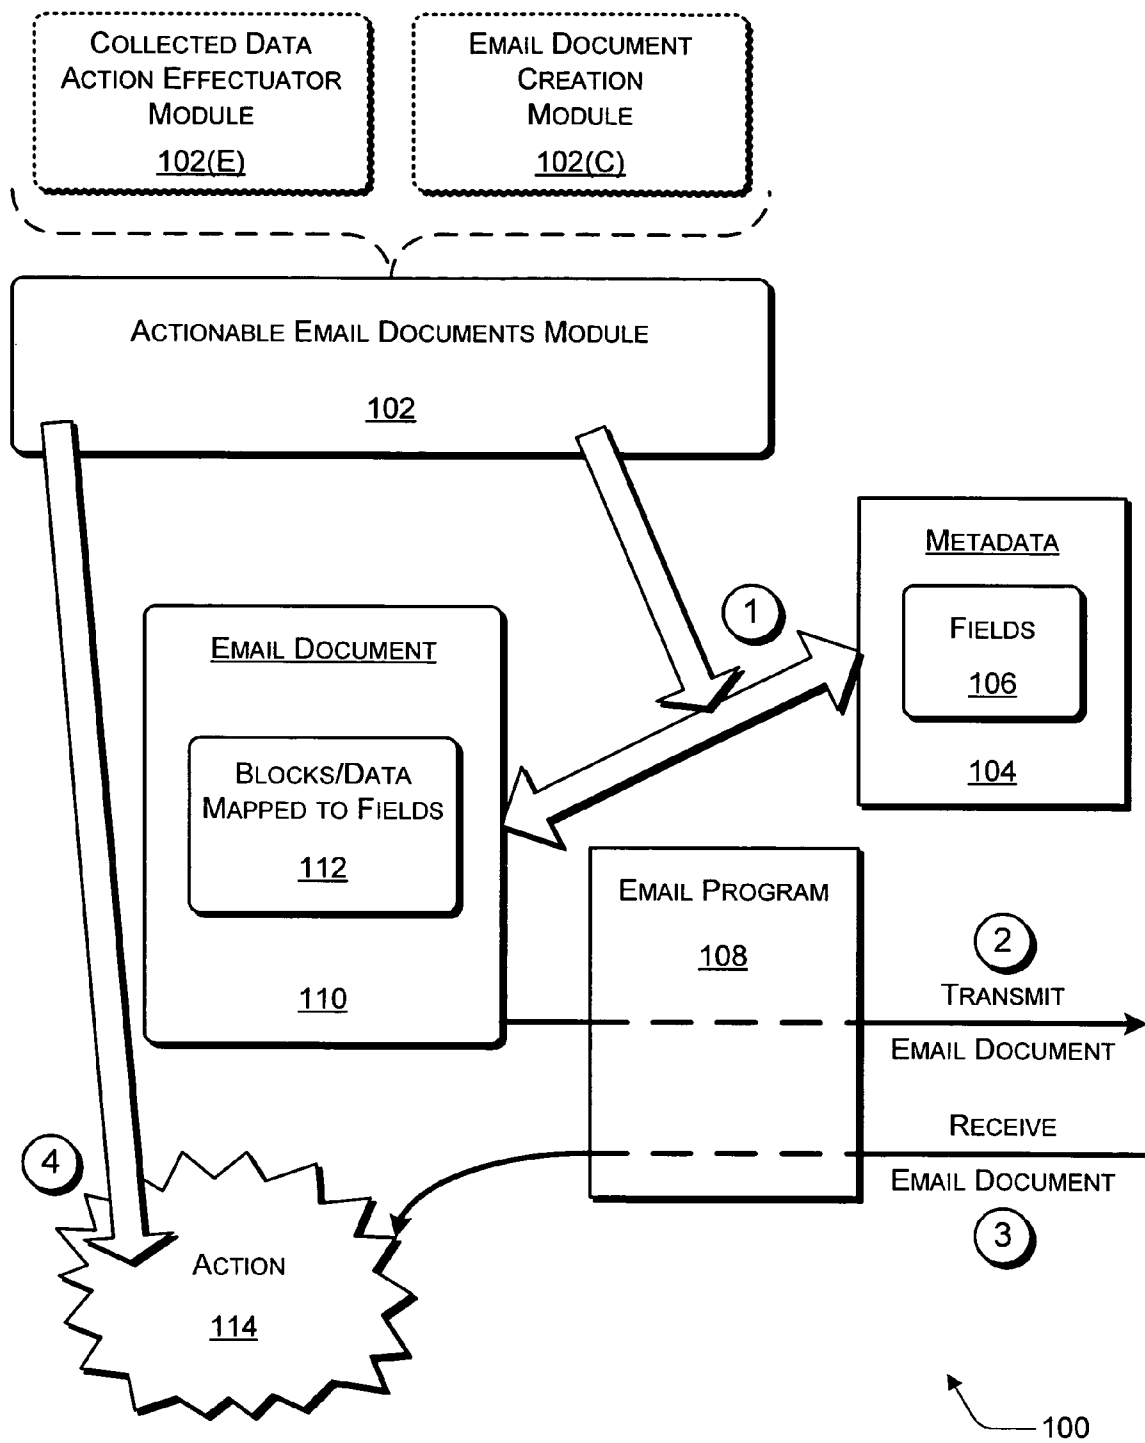 COLLECTED DATA
ACTION EFFECTUATOR
MODULE
102(E)
EMAIL DOCUMENT
CREATION
MODULE
102(C)
ACTIONABLE EMAIL DOCUMENTS MODULE
102
METADATA
FIELDS
106
104
1
EMAIL DOCUMENT
BLOCKS/DATA
MAPPED TO FIELDS
112
110
EMAIL PROGRAM
108
2
TRANSMIT
EMAIL DOCUMENT
RECEIVE
EMAIL DOCUMENT
3
4
ACTION
114
100